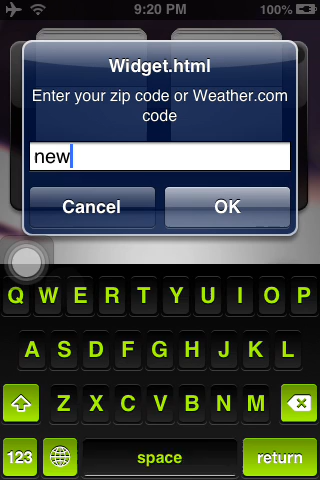 9:20 PM 100%
Widget.html
Enter your zip code or Weather.com
code
new
Cancel OK
Q W E R T Y U I O P
A S D F G H J K L
Z X C V B N M
123 space return